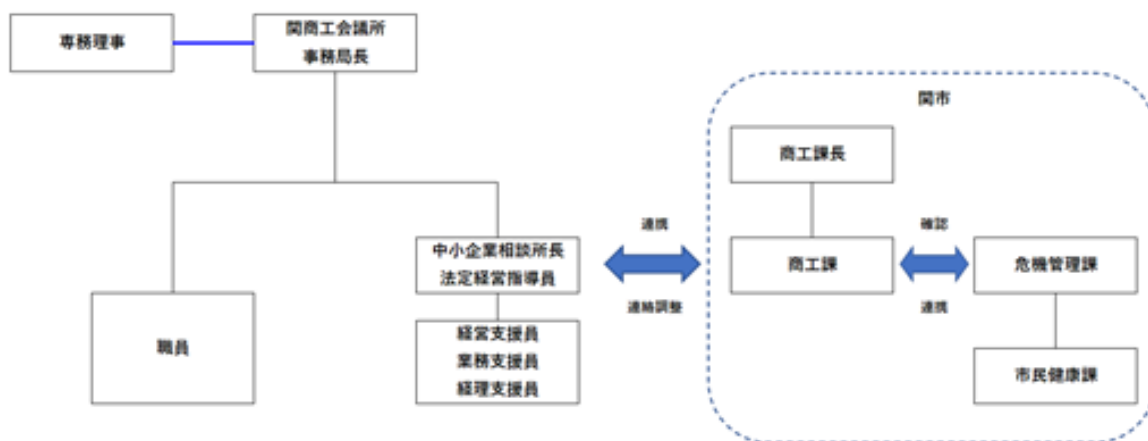 専務理事
関商工会議所
事務局長
職員
中小企業相談所長
法定経営指導員
経営支援員
業務支援員
経理支援員
連携
連絡調整
関市
商工課長
商工課
確認
連携
危機管理課
市民健康課